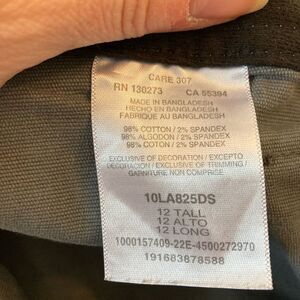 CARE 307
RN 130273 CA 55394
MADE IN BANGLADESH
HECHO EN BANGLADESH
FABRIQUE AU BANGLADESH
98% COTTON / 2% SPANDEX
98% ALGODON / 2% SPANDEX
98% COTTON / 2% SPANDEX
EXCLUSIVE OF DECORATION / EXCEPTO
DECORACION / EXCLUSIVE OF TRIMMING /
GARNITURE NON COMPRISE
10LA825DS
12 TALL
12 ALTO
12 LONG
1000157409-22E-4500272970
191683878588